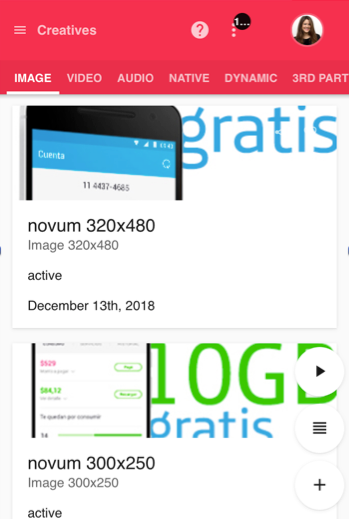 Creatives
1...
IMAGE VIDEO AUDIO NATIVE DYNAMIC 3RD PART
gratis
Cuenta
11 4437-4685
novum 320x480
Image 320x480
active
December 13th, 2018
$529
$84,12
10GB
Te quedan por consumir
14
gratis
novum 300x250
Image 300x250
active